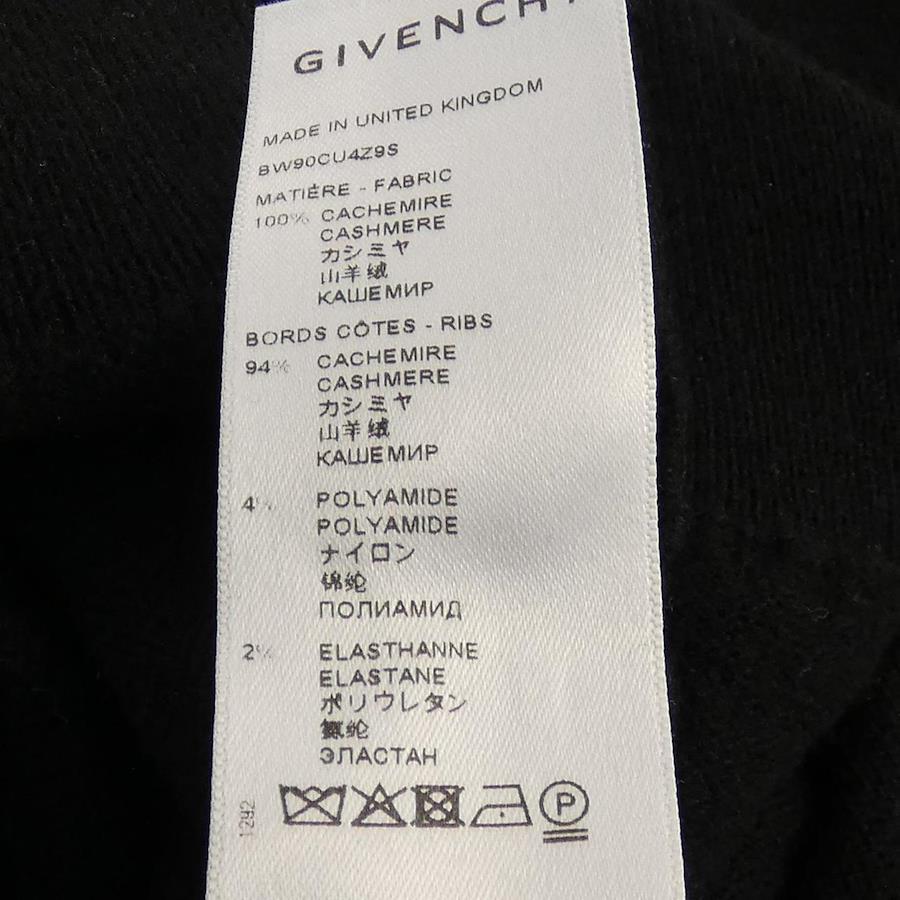 GIVENCHY
MADE IN UNITED KINGDOM
BW90CU4Z9S
MATIÈRE - FABRIC
100% CACHEMIRE
CASHMERE
カシミヤ
山羊绒
КАШЕМИР
BORDS CÔTES - RIBS
94% CACHEMIRE
CASHMERE
カシミヤ
山羊绒
КАШЕМИР
4% POLYAMIDE
POLYAMIDE
ナイロン
锦纶
ПОЛИАМИД
2% ELASTHANNE
ELASTANE
ポリウレタン
氨纶
ЭЛАСТАН
1292
P